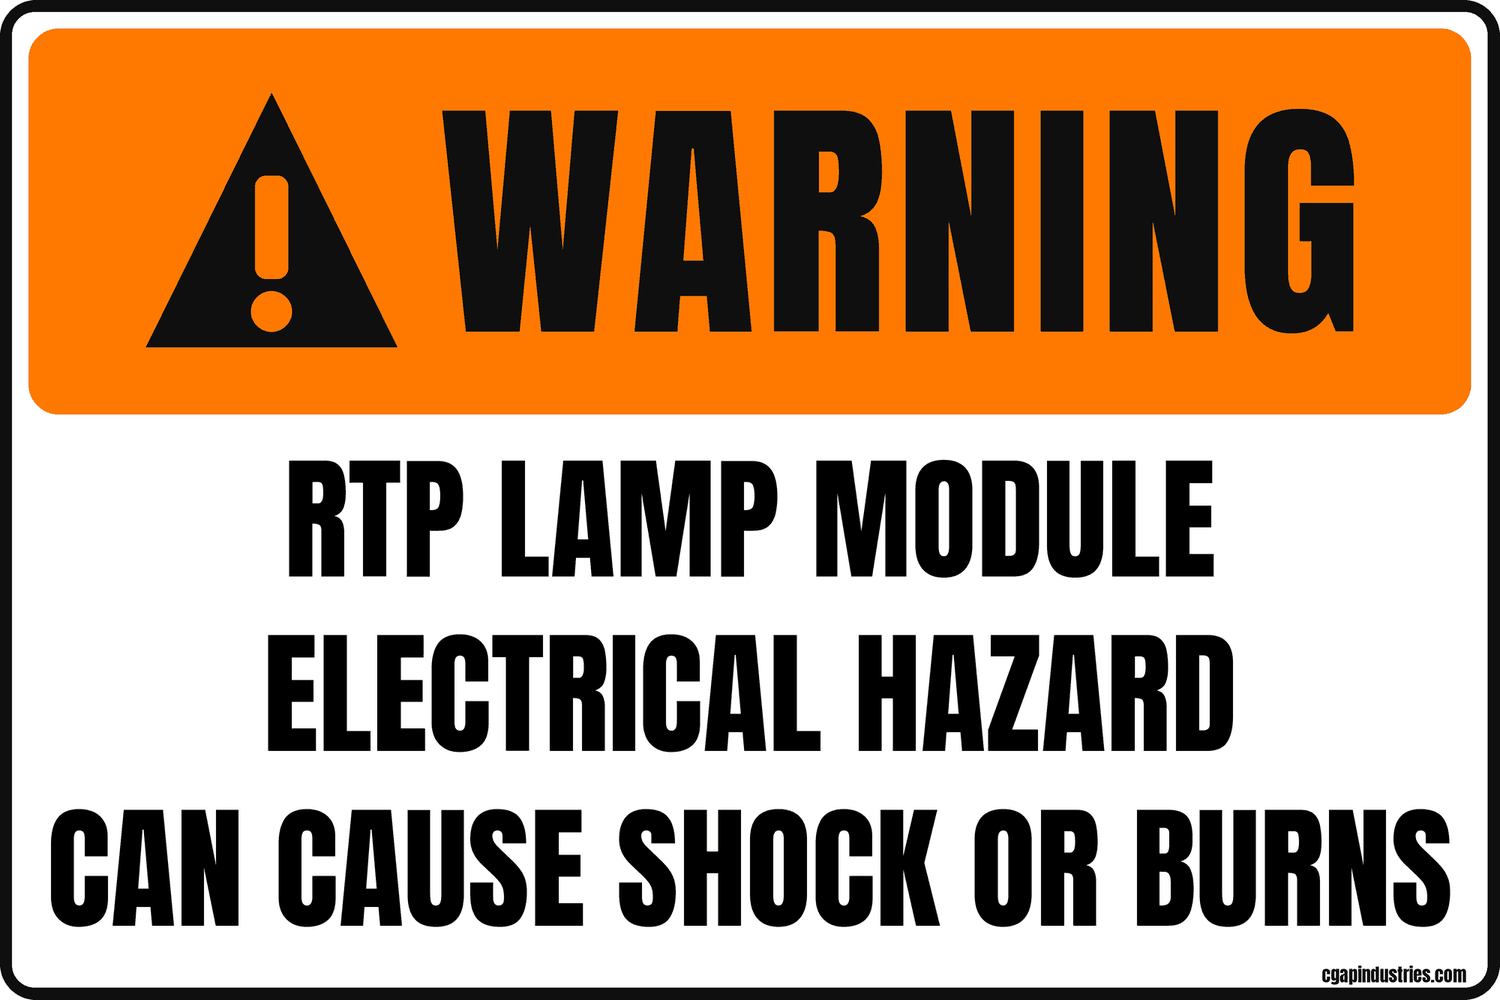 WARNING
RTP LAMP MODULE
ELECTRICAL HAZARD
CAN CAUSE SHOCK OR BURNS
cgapindustries.com